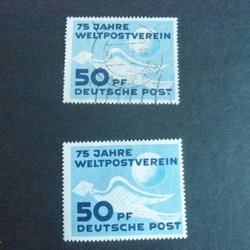 75 JAHRE
WELTPOSTVEREIN
50 PF
DEUTSCHE POST
75 JAHRE
WELTPOSTVEREIN
50 PF
DEUTSCHE POST